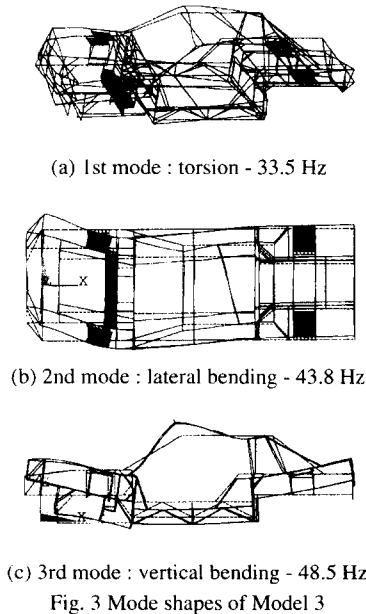 (a) 1st mode : torsion - 33.5 Hz
X
(b) 2nd mode : lateral bending - 43.8 Hz
X
(c) 3rd mode : vertical bending - 48.5 Hz
Fig. 3 Mode shapes of Model 3